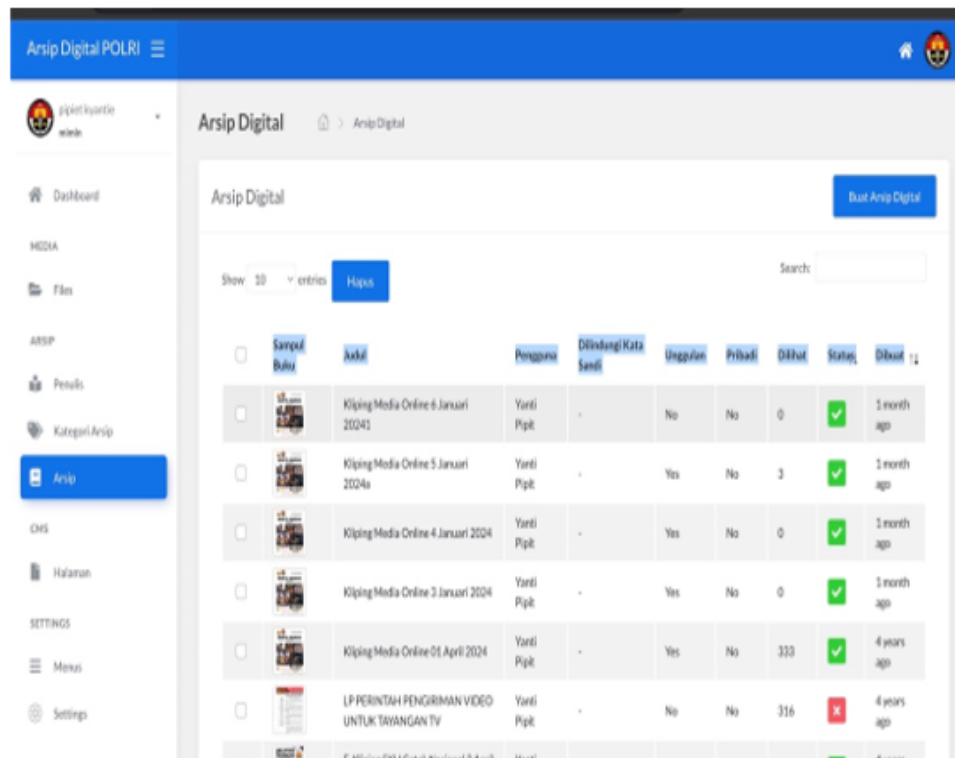 Arsip Digital POLRI
pipiet kyantie
mimin
Dashboard
MEDIA
Files
ARSIP
Penulis
Kategori Arsip
Arsip
CMS
Halaman
SETTINGS
Menus
Settings
Arsip Digital > Arsip Digital
Arsip Digital
Buat Arsip Digital
Show 10 entries
Hapus
Search:
Sampul Buku Judul Pengguna Dilindungi Kata Sandi Unggulan Pribadi Dilihat Status Dibuat
Kliping Media Online 6 Januari 20241 Yanti Pipit - No No 0 1 month ago
Kliping Media Online 5 Januari 2024a Yanti Pipit - Yes No 3 1 month ago
Kliping Media Online 4 Januari 2024 Yanti Pipit - Yes No 0 1 month ago
Kliping Media Online 3 Januari 2024 Yanti Pipit - Yes No 0 1 month ago
Kliping Media Online 01 April 2024 Yanti Pipit - Yes No 333 4 years ago
LP PERINTAH PENGIRIMAN VIDEO UNTUK TAYANGAN TV Yanti Pipit - No No 316 4 years ago